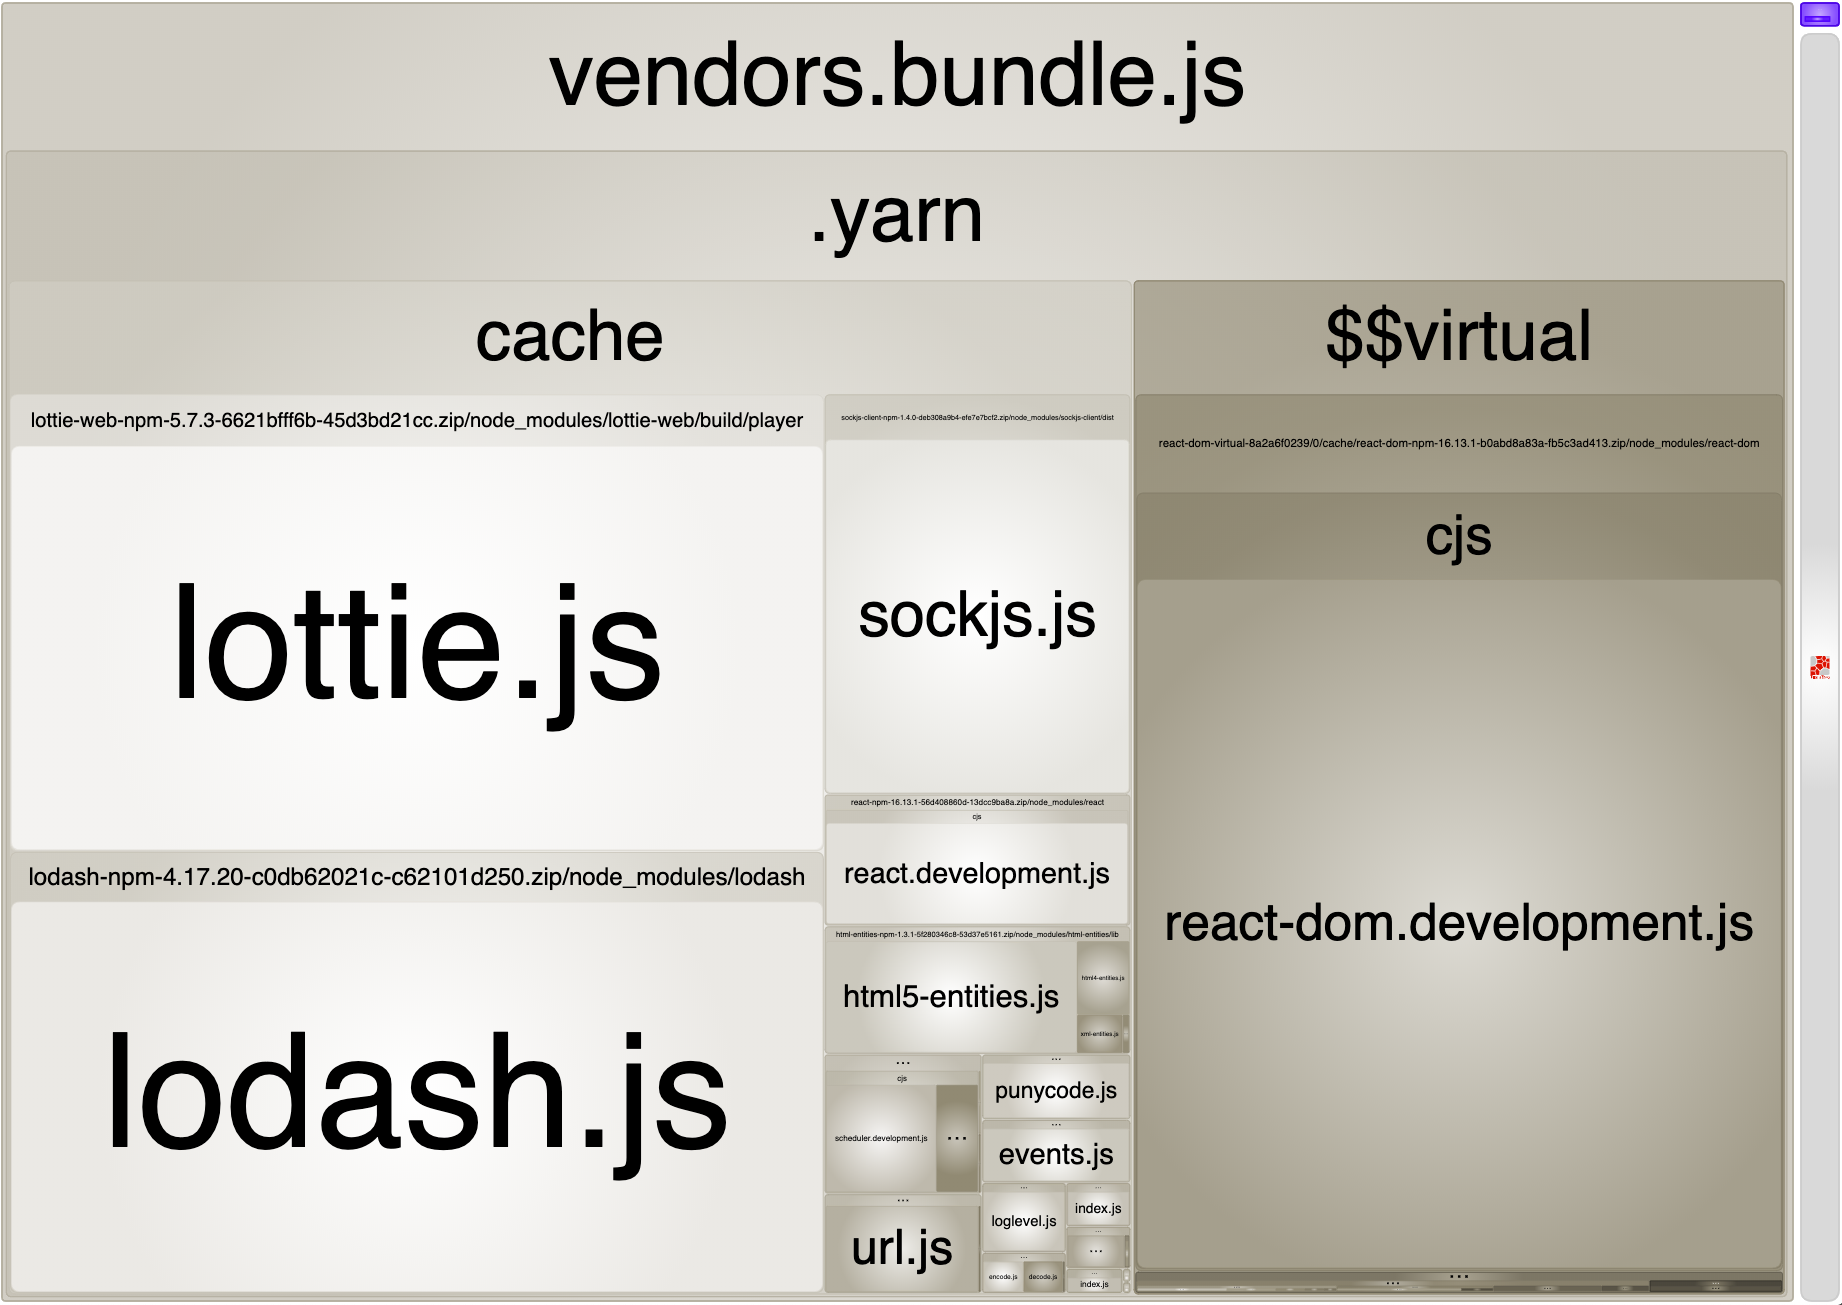 vendors.bundle.js
.yarn
cache
$$virtual
lottie-web-npm-5.7.3-6621bfff6b-45d3bd21cc.zip/node_modules/lottie-web/build/player
lottie.js
lodash-npm-4.17.20-c0db62021c-c62101d250.zip/node_modules/lodash
lodash.js
sockjs-client-npm-1.4.0-deb308a9b4-efe7e7bcf2.zip/node_modules/sockjs-client/dist
sockjs.js
react-npm-16.13.1-56d408860d-13dcc9ba8a.zip/node_modules/react
cjs
react.development.js
html-entities-npm-1.3.1-5f280346c8-53d37e5161.zip/node_modules/html-entities/lib
html5-entities.js
html4-entities.js
xml-entities.js
...
cjs
scheduler.development.js
...
...
url.js
...
punycode.js
...
events.js
...
loglevel.js
...
index.js
...
...
...
encode.js
decode.js
...
index.js
react-dom-virtual-8a2a6f0239/0/cache/react-dom-npm-16.13.1-b0abd8a83a-fb5c3ad413.zip/node_modules/react-dom
cjs
react-dom.development.js
...
...